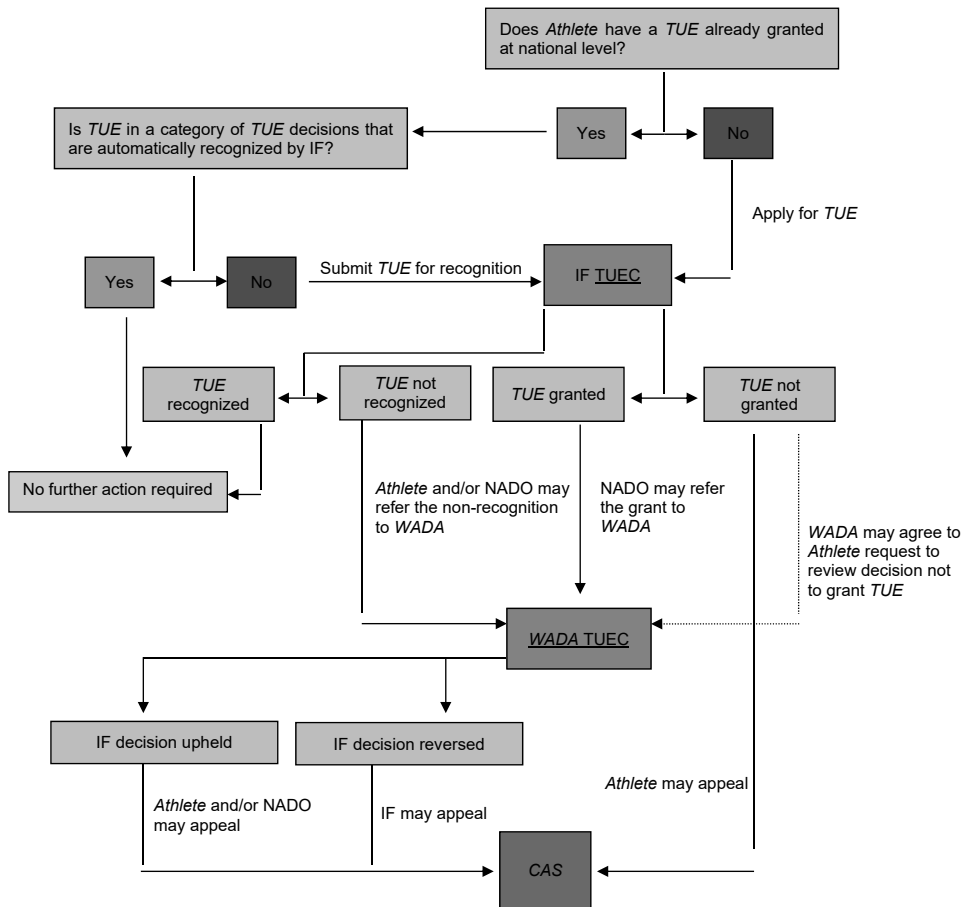 Does Athlete have a TUE already granted
at national level?
Is TUE in a category of TUE decisions that
are automatically recognized by IF?
Yes
No
Apply for TUE
Yes
No
Submit TUE for recognition
IF TUEC
TUE
recognized
TUE not
recognized
TUE granted
TUE not
granted
No further action required
Athlete and/or NADO may
refer the non-recognition
to WADA
NADO may refer
the grant to
WADA
WADA may agree to
Athlete request to
review decision not
to grant TUE
WADA TUEC
IF decision upheld
IF decision reversed
Athlete and/or NADO
may appeal
IF may appeal
Athlete may appeal
CAS